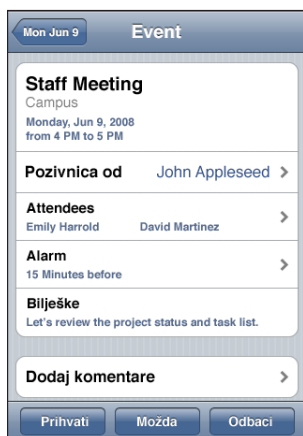 Mon Jun 9 Event
Staff Meeting
Campus
Monday, Jun 9, 2008
from 4 PM to 5 PM
Pozivnica od John Appleseed
Attendees
Emily Harrold David Martinez
Alarm
15 Minutes before
Bilješke
Let's review the project status and task list.
Dodaj komentare
Prihvati Možda Odbaci